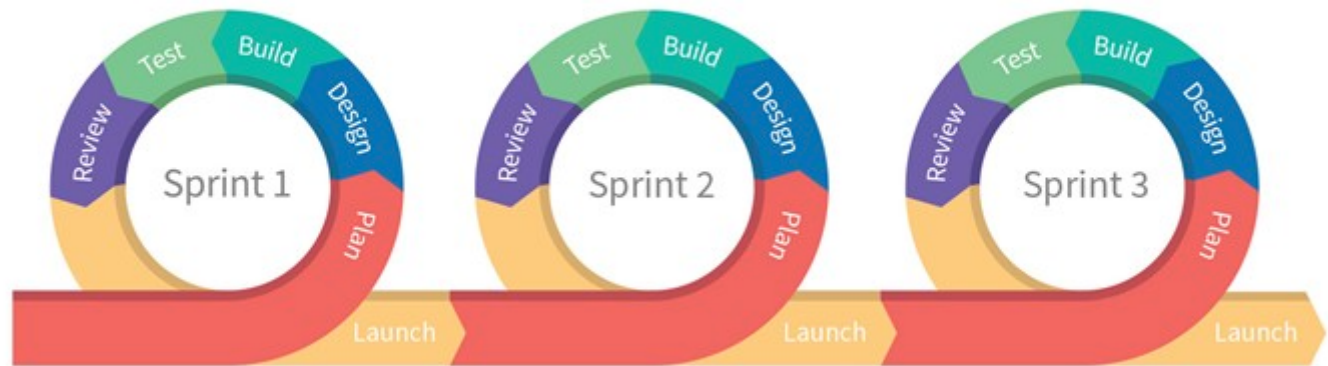 Sprint 1
Plan
Design
Build
Test
Review
Launch
Sprint 2
Plan
Design
Build
Test
Review
Launch
Sprint 3
Plan
Design
Build
Test
Review
Launch